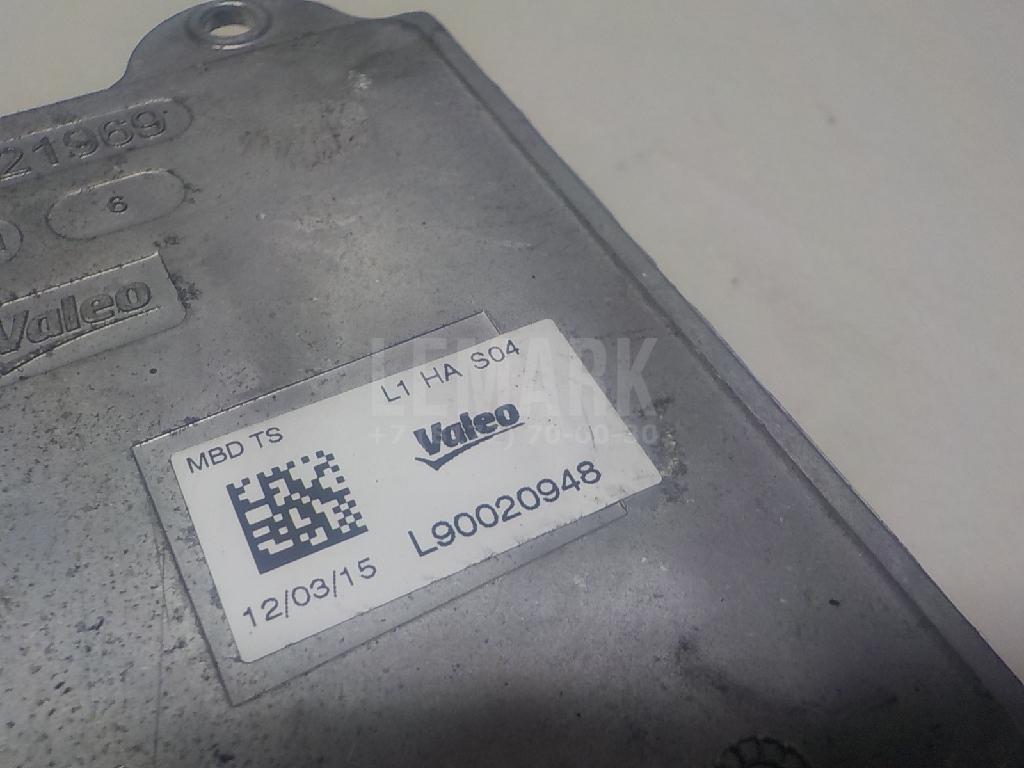 21969
6
Valeo
MBD TS
L1 HA S04
Valeo
12/03/15
L90020948
LEMARK